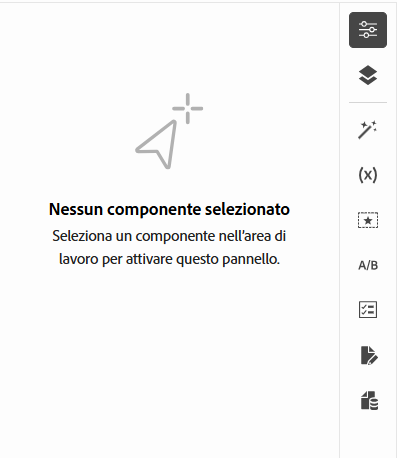 Nessun componente selezionato
Seleziona un componente nell'area di
lavoro per attivare questo pannello.
(x)
A/B